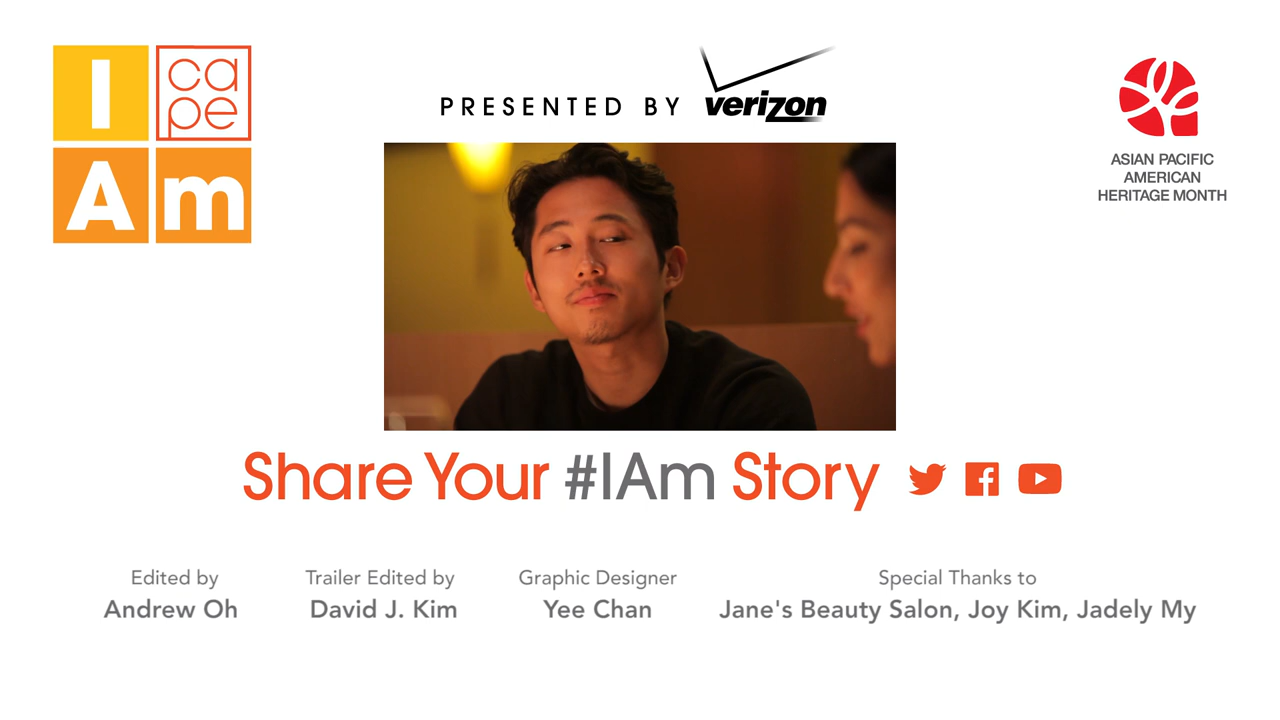 I
ca
pe
Am
PRESENTED BY verizon
ASIAN PACIFIC
AMERICAN
HERITAGE MONTH
Share Your #IAm Story
Edited by
Andrew Oh
Trailer Edited by
David J. Kim
Graphic Designer
Yee Chan
Special Thanks to
Jane's Beauty Salon, Joy Kim, Jadely My